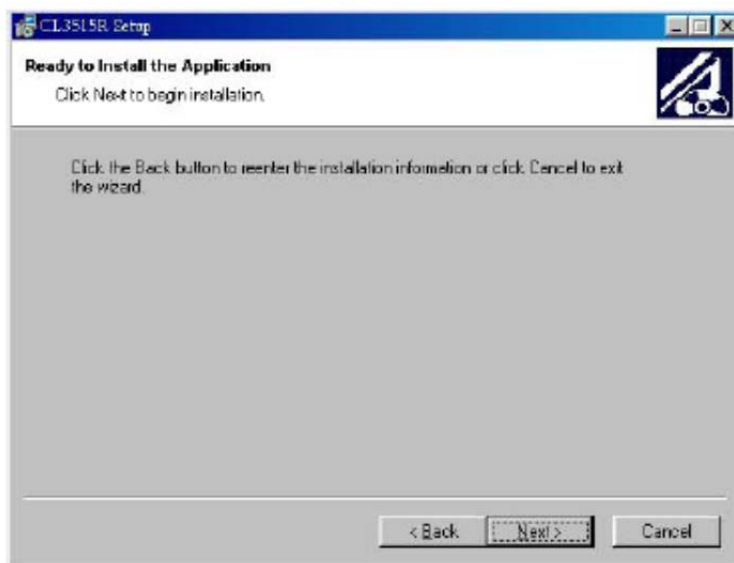 CL3515R Setup
Ready to Install the Application
Click Next to begin installation.
Click the Back button to reenter the installation information or click Cancel to exit
the wizard.
< Back
Next >
Cancel